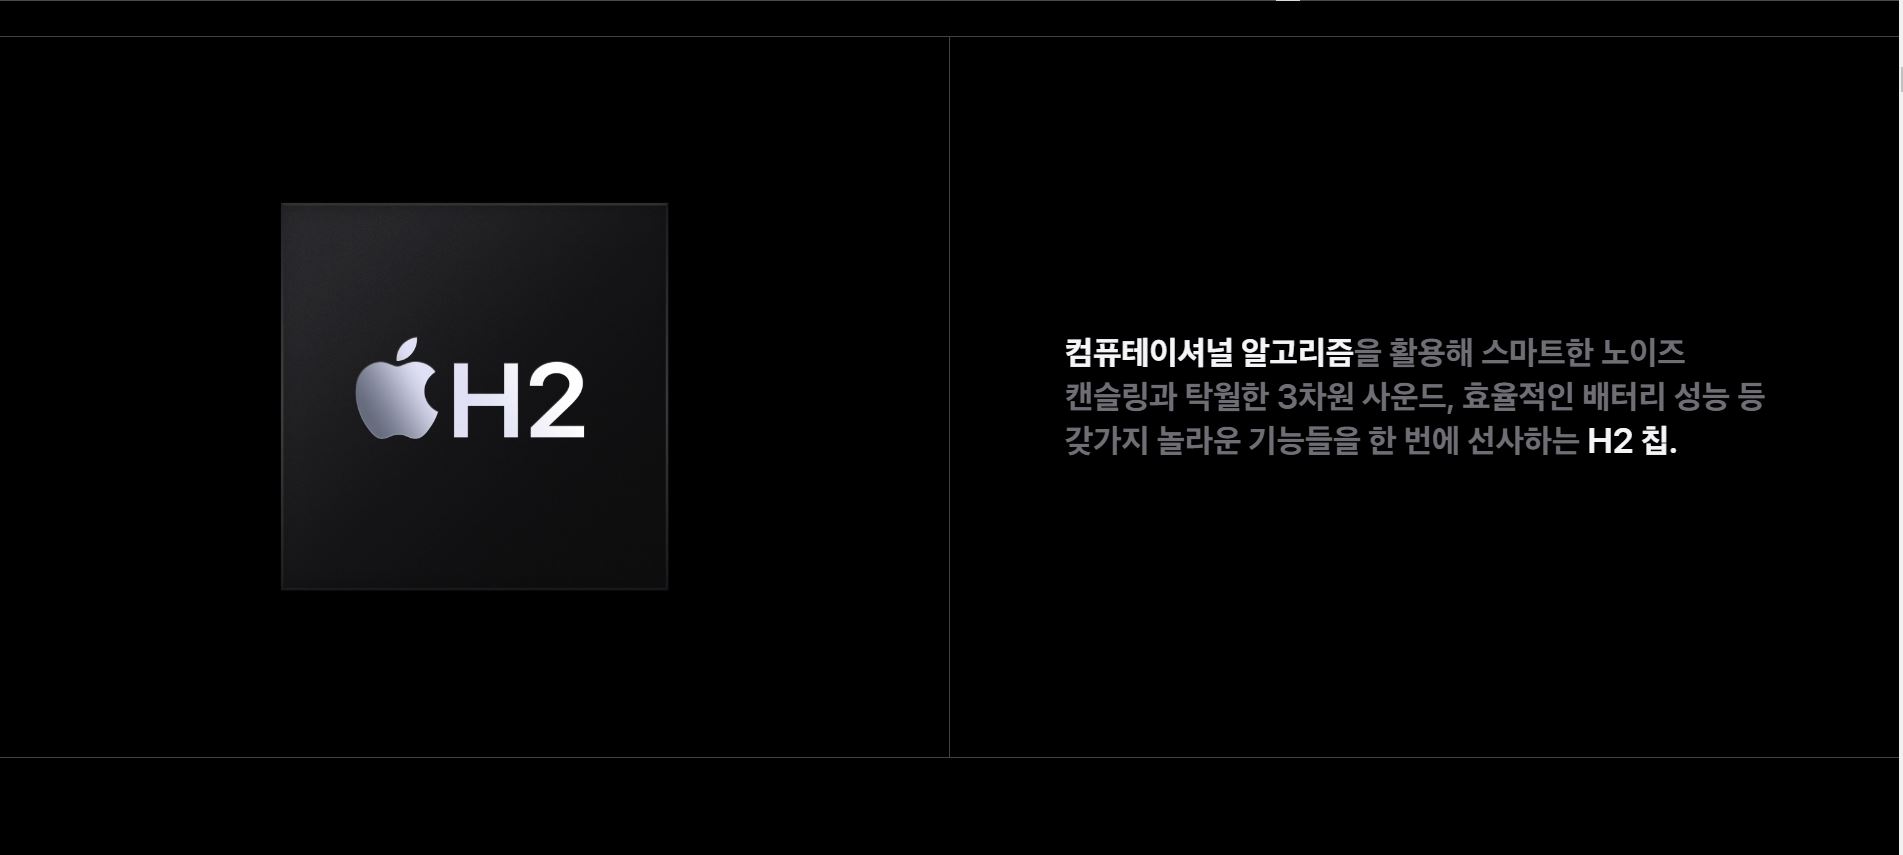 H2
컴퓨테이셔널 알고리즘을 활용해 스마트한 노이즈
캔슬링과 탁월한 3차원 사운드, 효율적인 배터리 성능 등
갖가지 놀라운 기능들을 한 번에 선사하는 H2 칩.